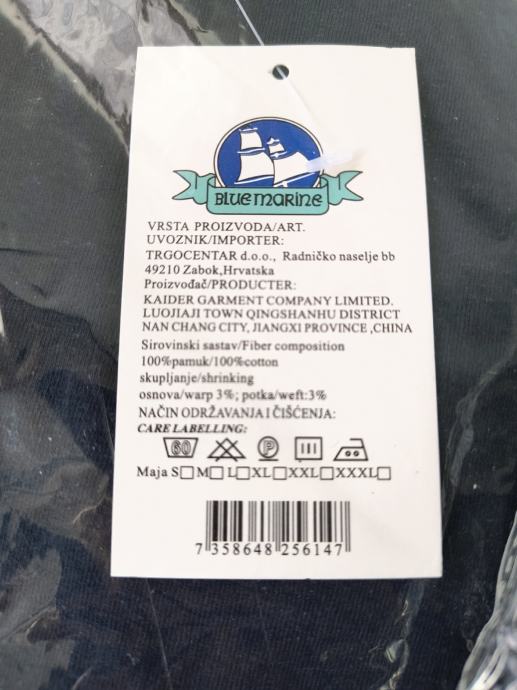 BLUE MARINE
VRSTA PROIZVODA/ART.
UVOZNIK/IMPORTER:
TRGOCENTAR d.o.o., Radničko naselje bb
49210 Zabok,Hrvatska
Proizvođač/PRODUCTER:
KAIDER GARMENT COMPANY LIMITED.
LUOJIAJI TOWN QINGSHANHU DISTRICT
NAN CHANG CITY, JIANGXI PROVINCE ,CHINA
Sirovinski sastav/Fiber composition
100%pamuk/100%cotton
skupljanje/shrinking
osnova/warp 3%; potka/weft:3%
NAČIN ODRŽAVANJA I ČIŠĆENJA:
CARE LABELLING:
60 P
Maja S□ M□ L□XL□XXL□XXXL□
7 358648 256147